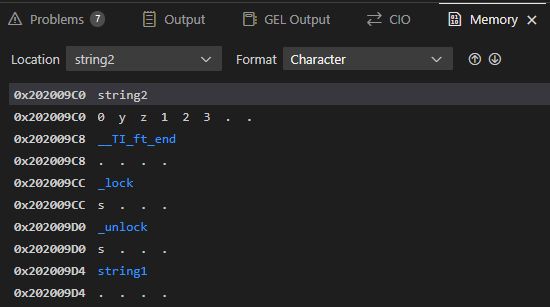 Problems 7 Output GEL Output CIO Memory
Location string2 Format Character
0x202009C0 string2
0x202009C0 0 y z 1 2 3 . .
0x202009C8 __TI_ft_end
0x202009C8 . . . .
0x202009CC _lock
0x202009CC s . . .
0x202009D0 _unlock
0x202009D0 s . . .
0x202009D4 string1
0x202009D4 . . . .